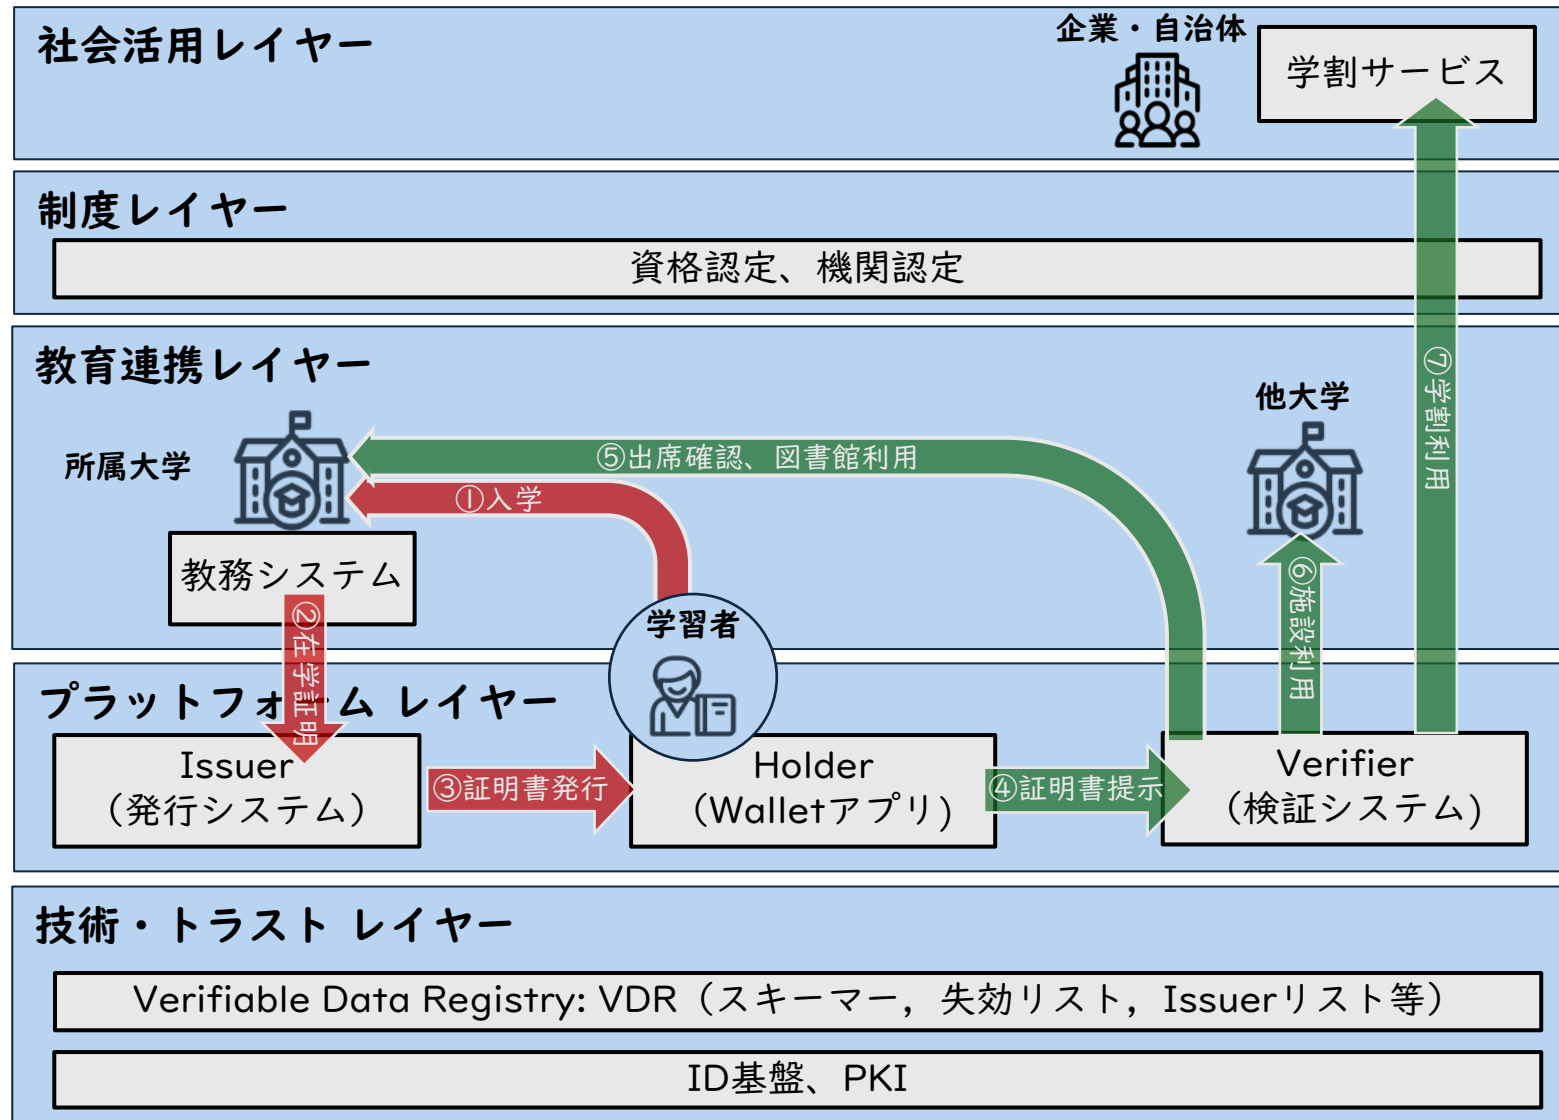 社会活用レイヤー
企業・自治体
学割サービス
制度レイヤー
資格認定、機関認定
教育連携レイヤー
所属大学
他大学
⑤出席確認、図書館利用
①入学
⑦学割利用
教務システム
②在学証明
学習者
⑥施設利用
プラットフォーム レイヤー
Issuer
（発行システム）
③証明書発行
Holder
（Walletアプリ）
④証明書提示
Verifier
（検証システム）
技術・トラスト レイヤー
Verifiable Data Registry: VDR（スキーマー，失効リスト，Issuerリスト等）
ID基盤、PKI